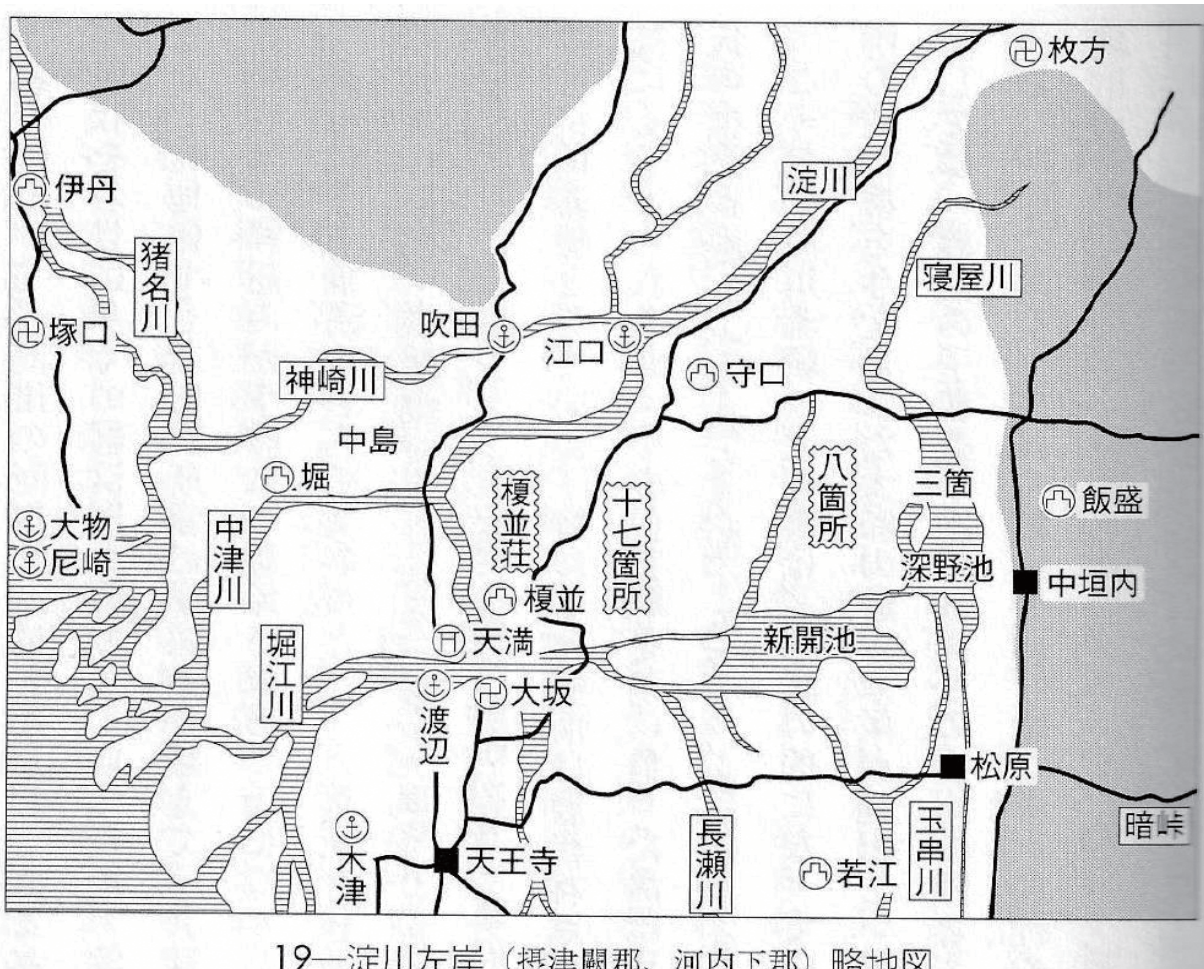 枚方
淀川
伊丹
猪名川
寝屋川
塚口
吹田
江口
神崎川
守口
中島
堀
榎並荘
十七箇所
八箇所
三箇
飯盛
大物
尼崎
中津川
深野池
中垣内
榎並
堀江川
天満
新開池
大坂
渡辺
松原
暗峠
木津
天王寺
長瀬川
若江
玉串川
19—淀川左岸（摂津闕郡、河内下郡）略地図